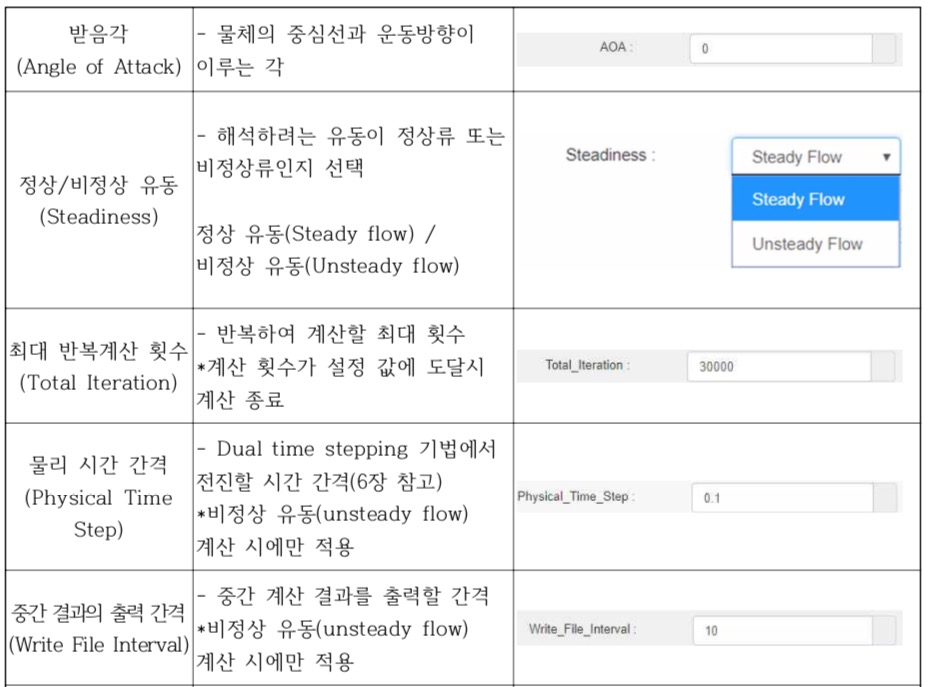 받음각
(Angle of Attack)
- 물체의 중심선과 운동방향이
이루는 각
AOA :
0
정상/비정상 유동
(Steadiness)
- 해석하려는 유동이 정상류 또는
비정상류인지 선택
정상 유동(Steady flow) /
비정상 유동(Unsteady flow)
Steadiness :
Steady Flow
Steady Flow
Unsteady Flow
최대 반복계산 횟수
(Total Iteration)
- 반복하여 계산할 최대 횟수
*계산 횟수가 설정 값에 도달시
계산 종료
Total_Iteration :
30000
물리 시간 간격
(Physical Time
Step)
- Dual time stepping 기법에서
전진할 시간 간격(6장 참고)
*비정상 유동(unsteady flow)
계산 시에만 적용
Physical_Time_Step :
0.1
중간 결과의 출력 간격
(Write File Interval)
- 중간 계산 결과를 출력할 간격
*비정상 유동(unsteady flow)
계산 시에만 적용
Write_File_Interval :
10